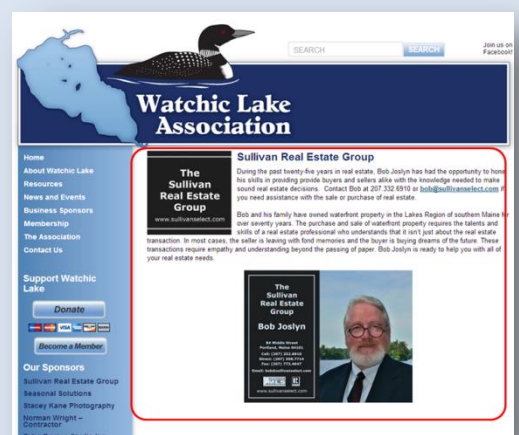 SEARCH
SEARCH
Join us on
Facebook!
Watchic Lake
Association
Home
About Watchic Lake
Resources
News and Events
Business Sponsors
Membership
The Association
Contact Us
Support Watchic
Lake
Donate
VISA
Become a Member
Our Sponsors
Sullivan Real Estate Group
Seasonal Solutions
Stacey Kane Photography
Norman Wright –
Contractor
The
Sullivan
Real Estate
Group
www.sullivanselect.com
Sullivan Real Estate Group
During the past twenty-five years in real estate, Bob Joslyn has had the opportunity to hone
his skills in providing provide buyers and sellers alike with the knowledge needed to make
sound real estate decisions. Contact Bob at 207.332.6910 or bob@sullivanselect.com if
you need assistance with the sale or purchase of real estate.
Bob and his family have owned waterfront property in the Lakes Region of southern Maine for
over seventy years. The purchase and sale of waterfront property requires the talents and
skills of a real estate professional who understands that it isn't just about the real estate
transaction. In most cases, the seller is leaving with fond memories and the buyer is buying dreams of the future. These
transactions require empathy and understanding beyond the passing of paper. Bob Joslyn is ready to help you with all of
your real estate needs.
The
Sullivan
Real Estate
Group
Bob Joslyn
Portland, Maine 04101
www.sullivanselect.com